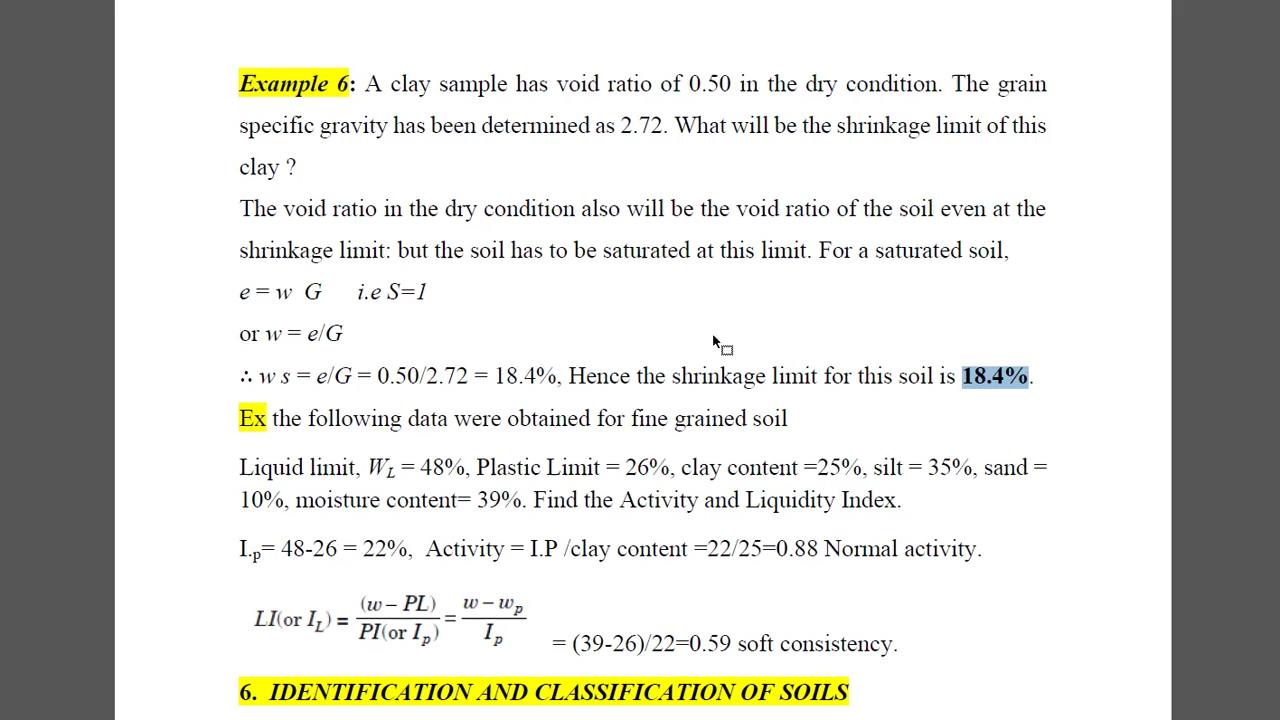 Example 6: A clay sample has void ratio of 0.50 in the dry condition. The grain
specific gravity has been determined as 2.72. What will be the shrinkage limit of this
clay ?
The void ratio in the dry condition also will be the void ratio of the soil even at the
shrinkage limit: but the soil has to be saturated at this limit. For a saturated soil,
e = w G i.e S=1
or w = e/G
∴ w s = e/G = 0.50/2.72 = 18.4%, Hence the shrinkage limit for this soil is 18.4%.
Ex the following data were obtained for fine grained soil
Liquid limit, W_L = 48%, Plastic Limit = 26%, clay content =25%, silt = 35%, sand =
10%, moisture content= 39%. Find the Activity and Liquidity Index.
I.p= 48-26 = 22%, Activity = I.P /clay content =22/25=0.88 Normal activity.
LI(or I_L) = (w – PL)/PI(or I_p) = w – w_p/I_p = (39-26)/22=0.59 soft consistency.
6. IDENTIFICATION AND CLASSIFICATION OF SOILS